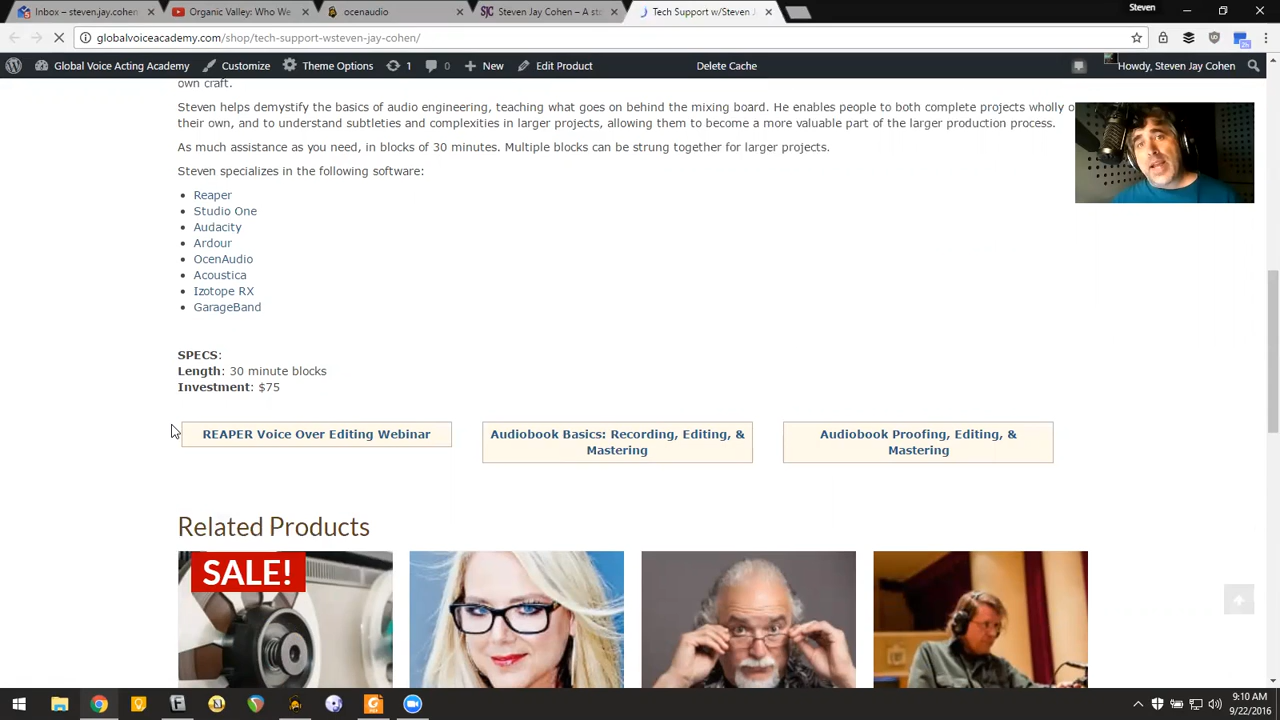 Inbox – steven.jay.cohen
Organic Valley: Who We
ocenaudio
Steven Jay Cohen – A st
Tech Support w/Steven J
Steven
globalvoiceacademy.com/shop/tech-support-wsteven-jay-cohen/
Global Voice Acting Academy Customize Theme Options 1 0 New Edit Product Delete Cache Howdy, Steven Jay Cohen
own craft.
Steven helps demystify the basics of audio engineering, teaching what goes on behind the mixing board. He enables people to both complete projects wholly o
their own, and to understand subtleties and complexities in larger projects, allowing them to become a more valuable part of the larger production process.
As much assistance as you need, in blocks of 30 minutes. Multiple blocks can be strung together for larger projects.
Steven specializes in the following software:
Reaper
Studio One
Audacity
Ardour
OcenAudio
Acoustica
Izotope RX
GarageBand
SPECS:
Length: 30 minute blocks
Investment: $75
REAPER Voice Over Editing Webinar
Audiobook Basics: Recording, Editing, &
Mastering
Audiobook Proofing, Editing, &
Mastering
Related Products
SALE!
9:10 AM
9/22/2016